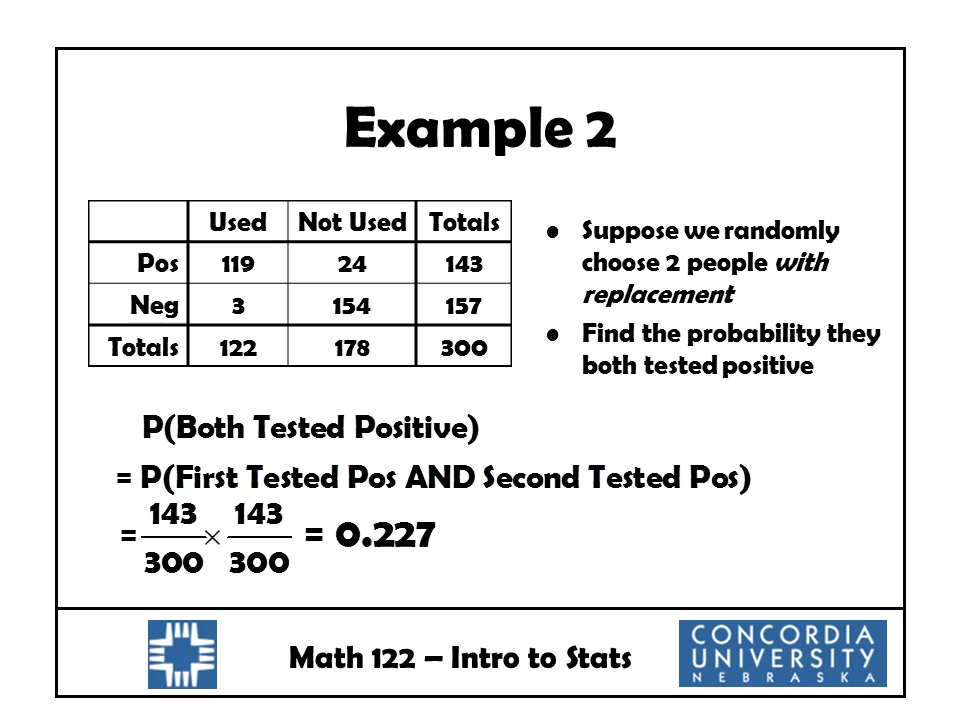 Example 2
Used Not Used Totals
Pos 119 24 143
Neg 3 154 157
Totals 122 178 300
● Suppose we randomly
choose 2 people with
replacement
● Find the probability they
both tested positive
P(Both Tested Positive)
= P(First Tested Pos AND Second Tested Pos)
= 143/300 × 143/300 = 0.227
Math 122 – Intro to Stats
CONCORDIA
UNIVERSITY
NEBRASKA